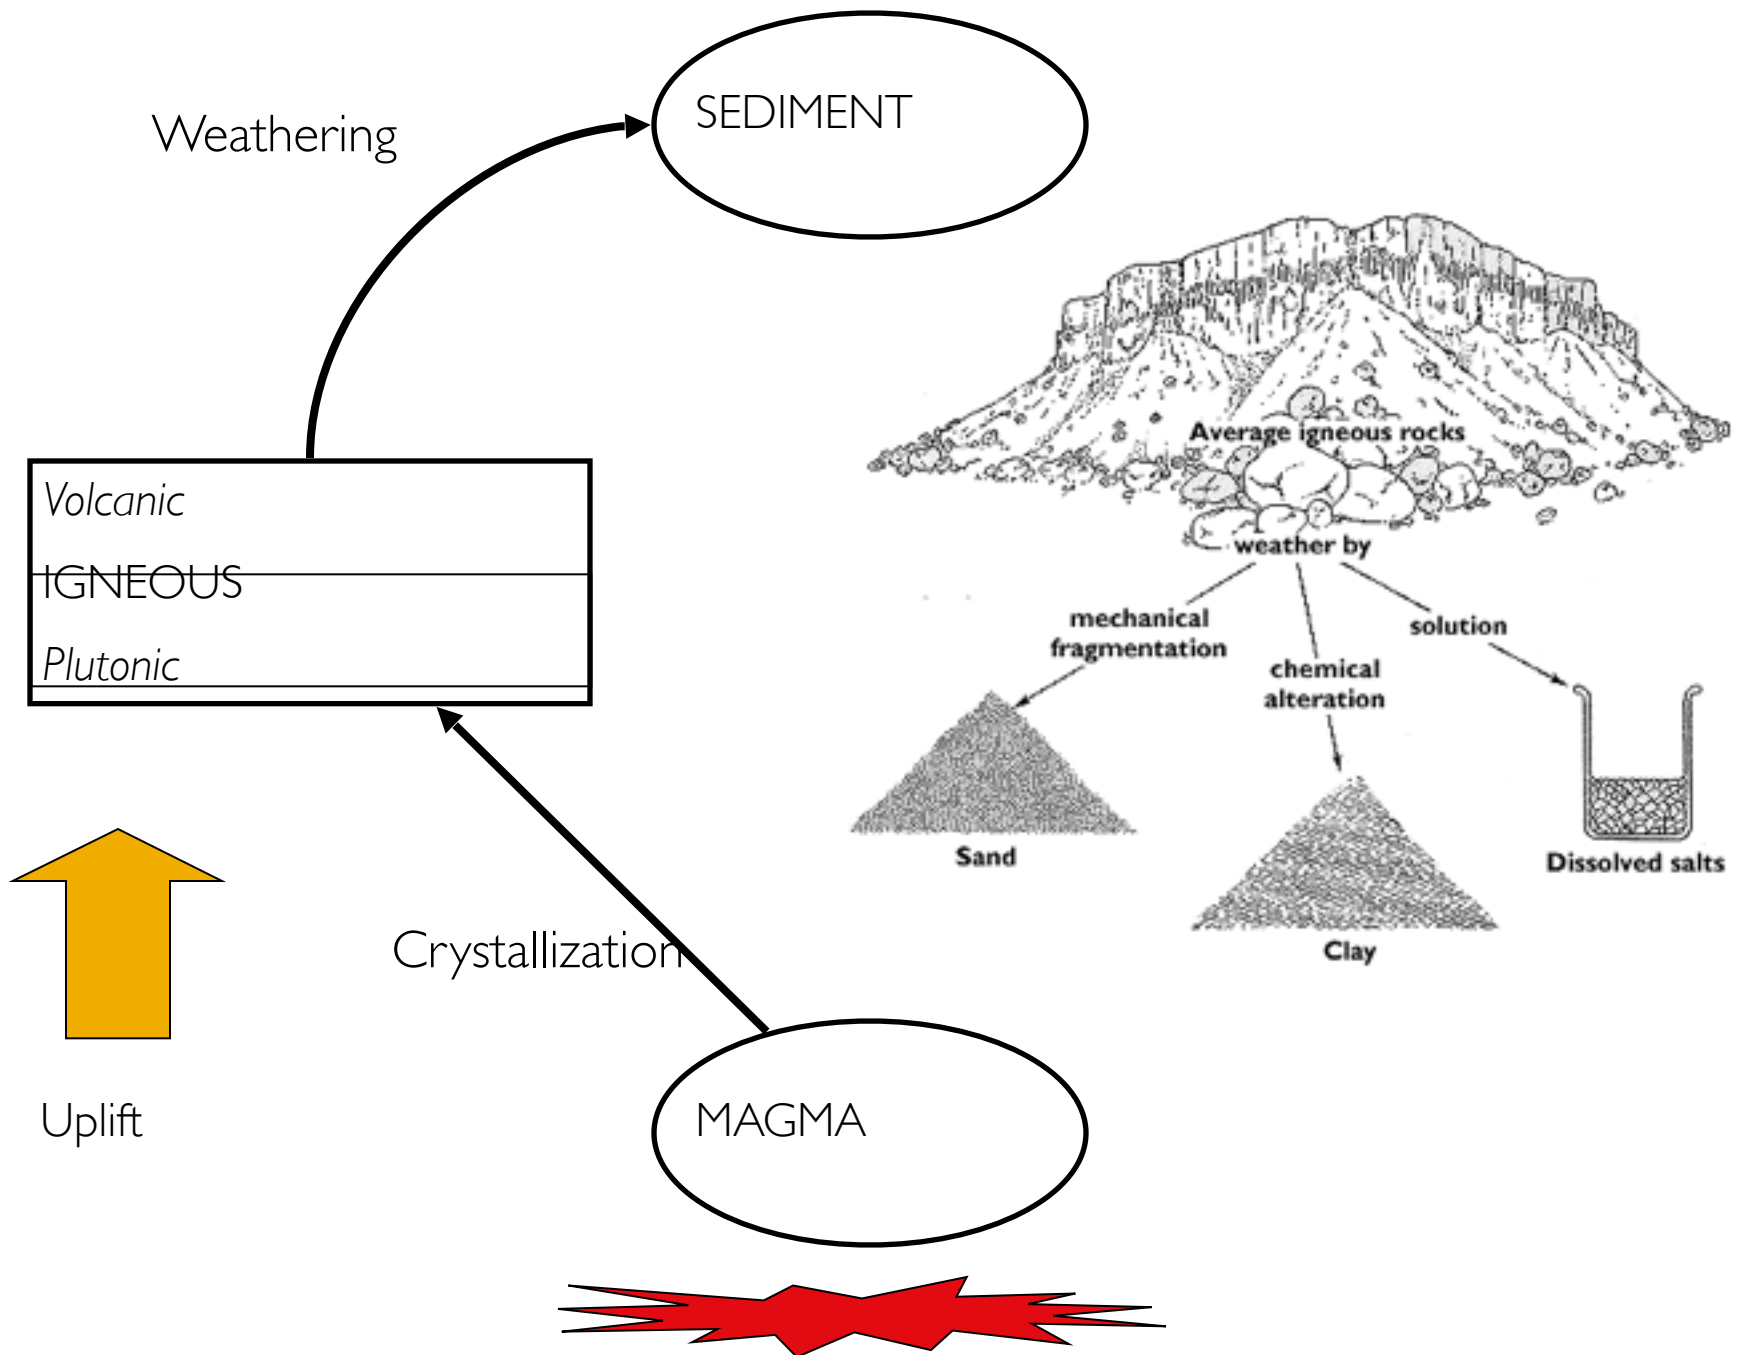 SEDIMENT
Weathering
Volcanic
IGNEOUS
Plutonic
Crystallization
Uplift
MAGMA
Average igneous rocks
weather by
mechanical
fragmentation
chemical
alteration
solution
Sand
Clay
Dissolved salts